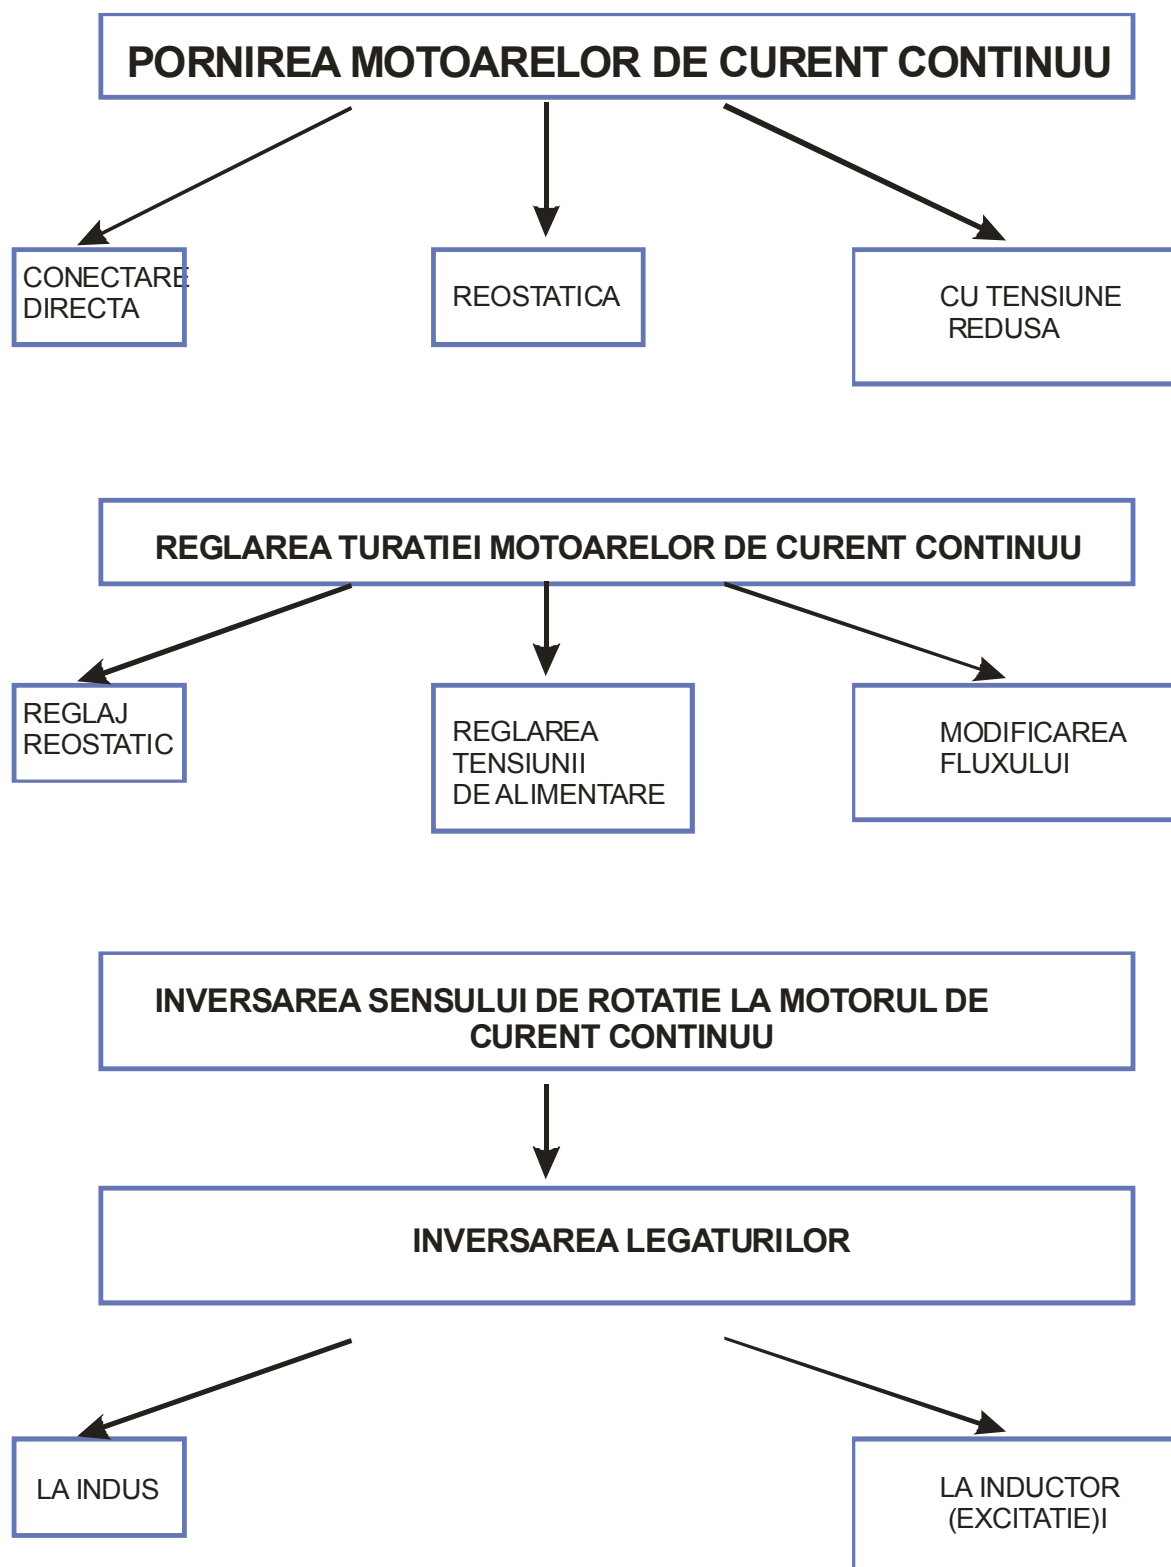 PORNIREA MOTOARELOR DE CURENT CONTINUU
CONECTARE
DIRECTA
REOSTATICA
CU TENSIUNE
REDUSA
REGLAREA TURATIEI MOTOARELOR DE CURENT CONTINUU
REGLAJ
REOSTATIC
REGLAREA
TENSIUNII
DE ALIMENTARE
MODIFICAREA
FLUXULUI
INVERSAREA SENSULUI DE ROTATIE LA MOTORUL DE
CURENT CONTINUU
INVERSAREA LEGATURILOR
LA INDUS
LA INDUCTOR
(EXCITATIE)I